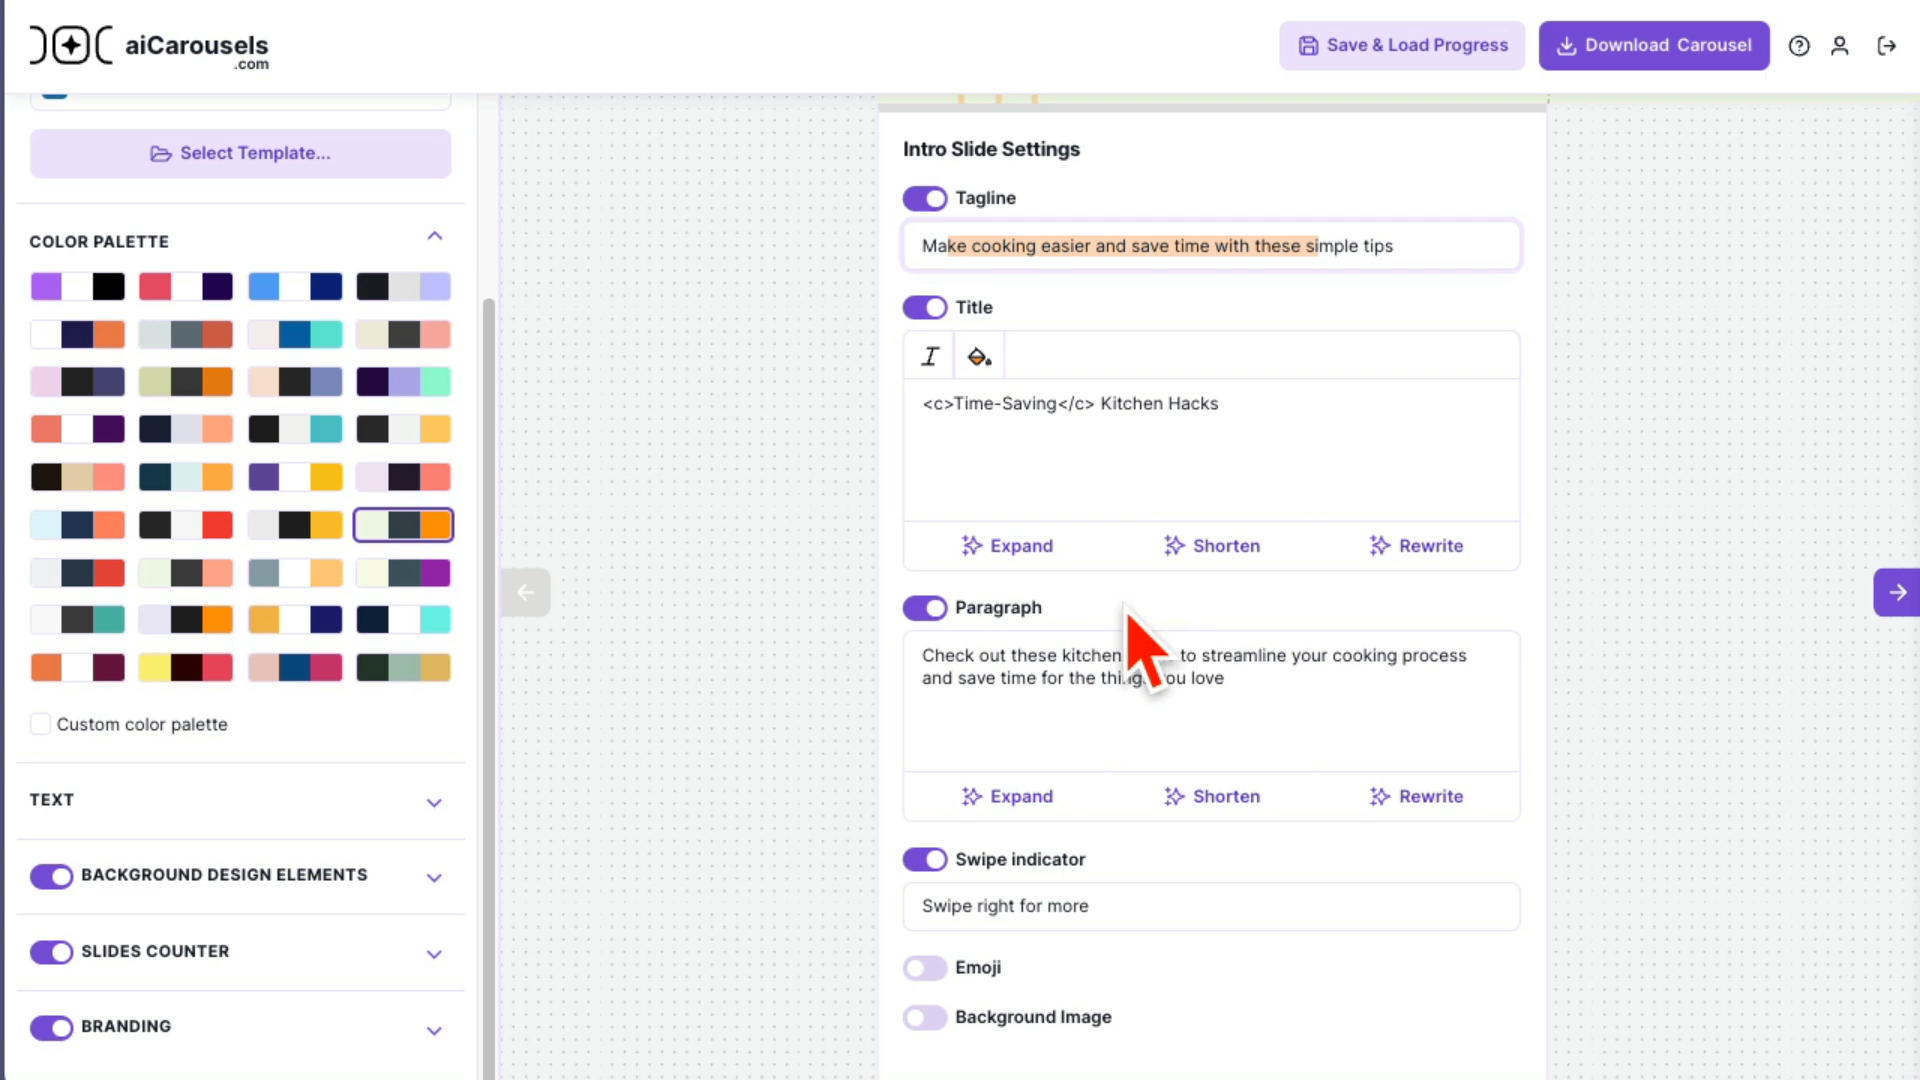 aiCarousels
.com
Save & Load Progress
Download Carousel
Select Template...
COLOR PALETTE
Custom color palette
TEXT
BACKGROUND DESIGN ELEMENTS
SLIDES COUNTER
BRANDING
Intro Slide Settings
Tagline
Make cooking easier and save time with these simple tips
Title
<c>Time-Saving</c> Kitchen Hacks
Expand
Shorten
Rewrite
Paragraph
Check out these kitchen to streamline your cooking process
and save time for the things you love
Expand
Shorten
Rewrite
Swipe indicator
Swipe right for more
Emoji
Background Image